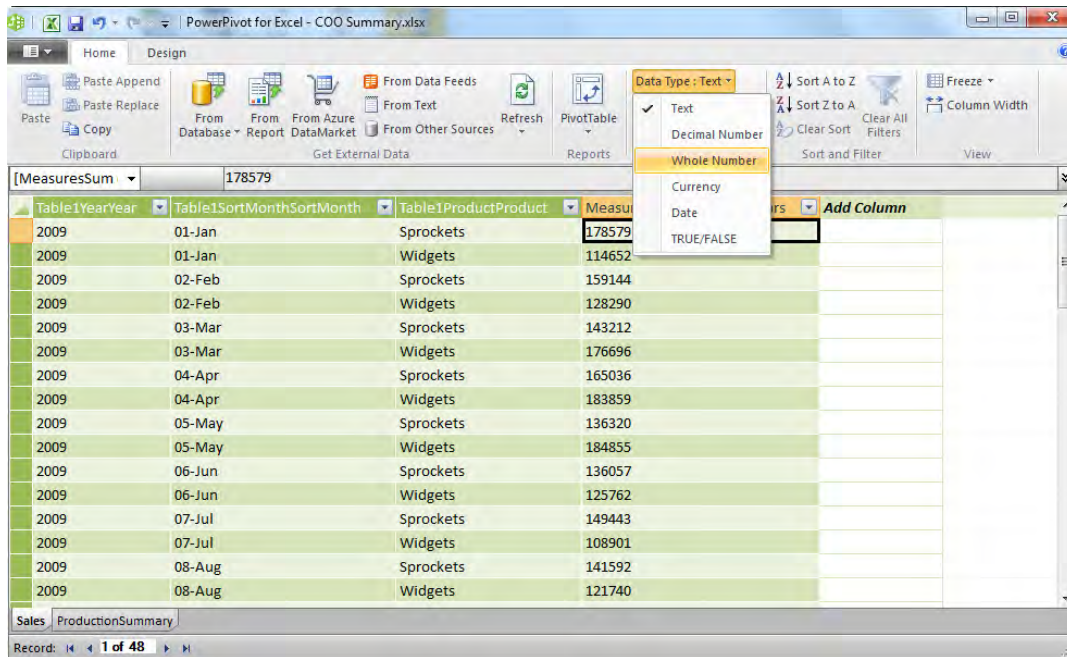 PowerPivot for Excel - COO Summary.xlsx
Home Design
Paste
Paste Append
Paste Replace
Copy
Clipboard
From Database
From Report
From Azure DataMarket
From Data Feeds
From Text
From Other Sources
Refresh
Get External Data
PivotTable
Reports
Data Type : Text
Text
Decimal Number
Whole Number
Currency
Date
TRUE/FALSE
Sort A to Z
Sort Z to A
Clear Sort
Clear All Filters
Sort and Filter
Freeze
Column Width
View
[MeasuresSum 178579
Table1YearYear Table1SortMonthSortMonth Table1ProductProduct Measu rs Add Column
2009 01-Jan Sprockets 178579
2009 01-Jan Widgets 114652
2009 02-Feb Sprockets 159144
2009 02-Feb Widgets 128290
2009 03-Mar Sprockets 143212
2009 03-Mar Widgets 176696
2009 04-Apr Sprockets 165036
2009 04-Apr Widgets 183859
2009 05-May Sprockets 136320
2009 05-May Widgets 184855
2009 06-Jun Sprockets 136057
2009 06-Jun Widgets 125762
2009 07-Jul Sprockets 149443
2009 07-Jul Widgets 108901
2009 08-Aug Sprockets 141592
2009 08-Aug Widgets 121740
Sales ProductionSummary
Record: 1 of 48